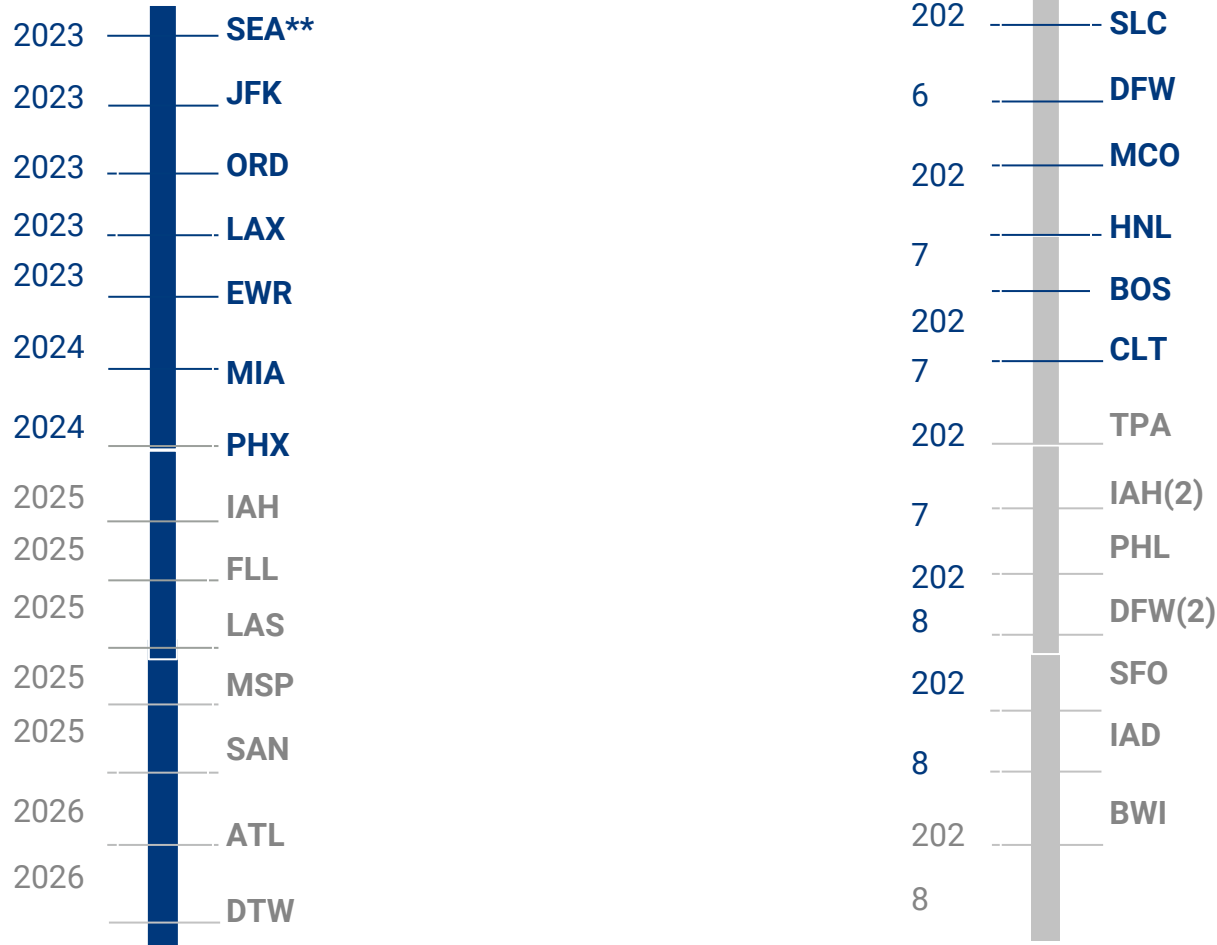 2023 SEA**
2023 JFK
2023 ORD
2023 LAX
2023 EWR
2024 MIA
2024 PHX
2025 IAH
2025 FLL
2025 LAS
2025 MSP
2025 SAN
2026 ATL
2026 DTW
202 SLC
6 DFW
202 MCO
7 HNL
BOS
202
7 CLT
202 TPA
7 IAH(2)
PHL
202
8 DFW(2)
202 SFO
8 IAD
202 BWI
8